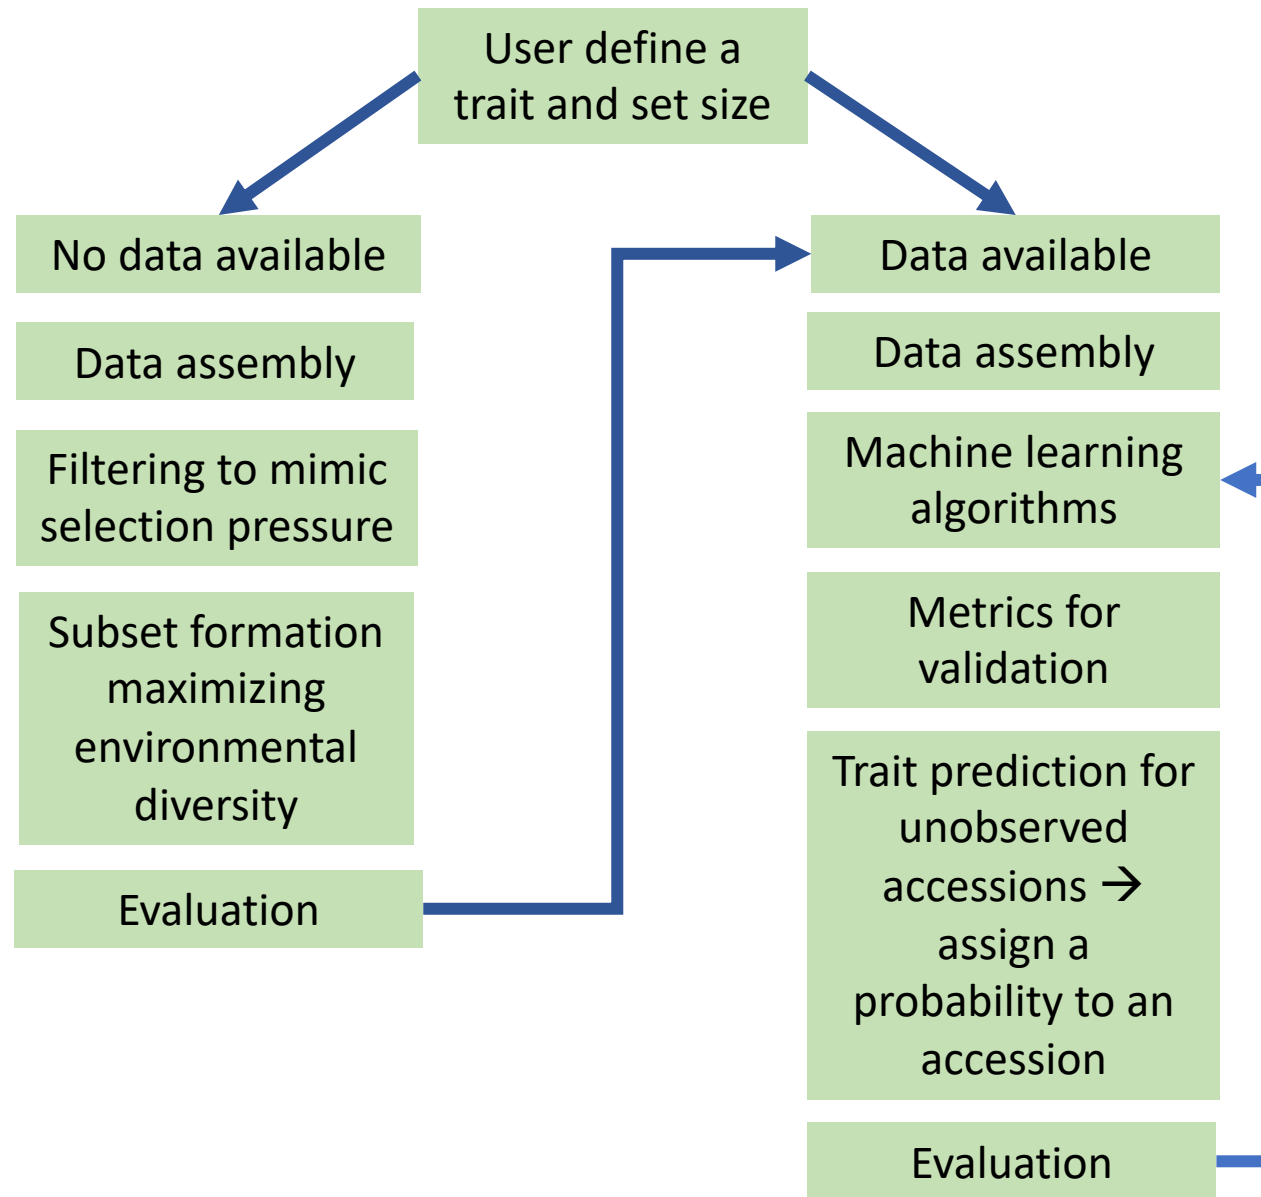 User define a
trait and set size
No data available
Data assembly
Filtering to mimic
selection pressure
Subset formation
maximizing
environmental
diversity
Evaluation
Data available
Data assembly
Machine learning
algorithms
Metrics for
validation
Trait prediction for
unobserved
accessions →
assign a
probability to an
accession
Evaluation